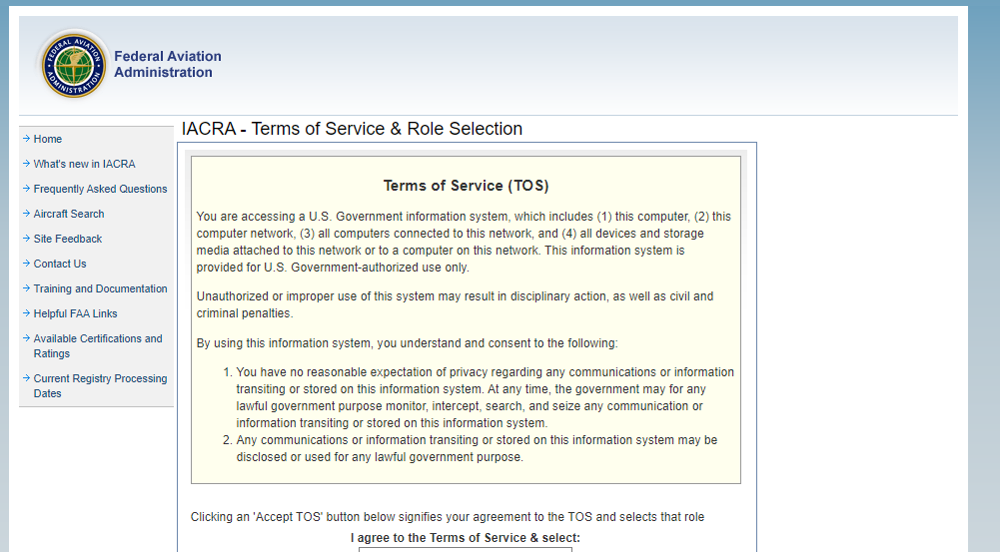 FEDERAL AVIATION
ADMINISTRATION
Federal Aviation
Administration
IACRA - Terms of Service & Role Selection
Home
What's new in IACRA
Frequently Asked Questions
Aircraft Search
Site Feedback
Contact Us
Training and Documentation
Helpful FAA Links
Available Certifications and
Ratings
Current Registry Processing
Dates
Terms of Service (TOS)
You are accessing a U.S. Government information system, which includes (1) this computer, (2) this
computer network, (3) all computers connected to this network, and (4) all devices and storage
media attached to this network or to a computer on this network. This information system is
provided for U.S. Government-authorized use only.
Unauthorized or improper use of this system may result in disciplinary action, as well as civil and
criminal penalties.
By using this information system, you understand and consent to the following:
1. You have no reasonable expectation of privacy regarding any communications or information
transiting or stored on this information system. At any time, the government may for any
lawful government purpose monitor, intercept, search, and seize any communication or
information transiting or stored on this information system.
2. Any communications or information transiting or stored on this information system may be
disclosed or used for any lawful government purpose.
Clicking an 'Accept TOS' button below signifies your agreement to the TOS and selects that role
I agree to the Terms of Service & select: